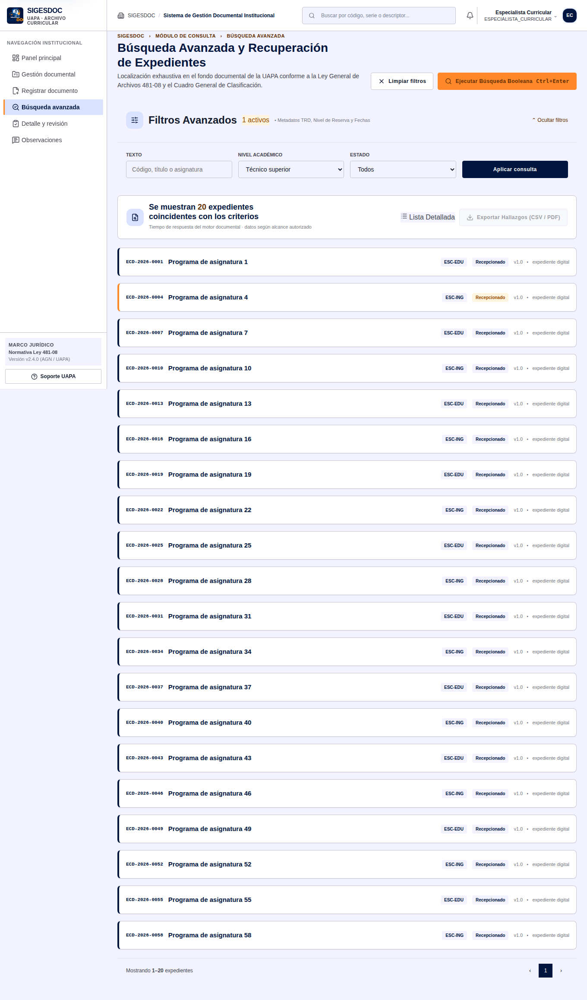 SIGESDOC
UAPA · ARCHIVO
CURRICULAR
SIGESDOC / Sistema de Gestión Documental Institucional
Buscar por código, serie o descriptor...
Especialista Curricular
ESPECIALISTA_CURRICULAR
EC
NAVEGACIÓN INSTITUCIONAL
Panel principal
Gestión documental
Registrar documento
Búsqueda avanzada
Detalle y revisión
Observaciones
MARCO JURÍDICO
Normativa Ley 481-08
Versión v2.4.0 (AGN / UAPA)
Soporte UAPA
SIGESDOC › MÓDULO DE CONSULTA › BÚSQUEDA AVANZADA
Búsqueda Avanzada y Recuperación
de Expedientes
Localización exhaustiva en el fondo documental de la UAPA conforme a la Ley General de
Archivos 481-08 y el Cuadro General de Clasificación.
Limpiar filtros
Ejecutar Búsqueda Booleana Ctrl+Enter
Filtros Avanzados 1 activos • Metadatos TRD, Nivel de Reserva y Fechas
Ocultar filtros
TEXTO
Código, título o asignatura
NIVEL ACADÉMICO
Técnico superior
ESTADO
Todos
Aplicar consulta
Se muestran 20 expedientes
coincidentes con los criterios
Tiempo de respuesta del motor documental · datos según alcance autorizado
Lista Detallada
Exportar Hallazgos (CSV / PDF)
ECD-2026-0001 Programa de asignatura 1 ESC-EDU Recepcionado v1.0 • expediente digital
ECD-2026-0004 Programa de asignatura 4 ESC-ING Recepcionado v1.0 • expediente digital
ECD-2026-0007 Programa de asignatura 7 ESC-EDU Recepcionado v1.0 • expediente digital
ECD-2026-0010 Programa de asignatura 10 ESC-ING Recepcionado v1.0 • expediente digital
ECD-2026-0013 Programa de asignatura 13 ESC-EDU Recepcionado v1.0 • expediente digital
ECD-2026-0016 Programa de asignatura 16 ESC-ING Recepcionado v1.0 • expediente digital
ECD-2026-0019 Programa de asignatura 19 ESC-EDU Recepcionado v1.0 • expediente digital
ECD-2026-0022 Programa de asignatura 22 ESC-ING Recepcionado v1.0 • expediente digital
ECD-2026-0025 Programa de asignatura 25 ESC-EDU Recepcionado v1.0 • expediente digital
ECD-2026-0028 Programa de asignatura 28 ESC-ING Recepcionado v1.0 • expediente digital
ECD-2026-0031 Programa de asignatura 31 ESC-EDU Recepcionado v1.0 • expediente digital
ECD-2026-0034 Programa de asignatura 34 ESC-ING Recepcionado v1.0 • expediente digital
ECD-2026-0037 Programa de asignatura 37 ESC-EDU Recepcionado v1.0 • expediente digital
ECD-2026-0040 Programa de asignatura 40 ESC-ING Recepcionado v1.0 • expediente digital
ECD-2026-0043 Programa de asignatura 43 ESC-EDU Recepcionado v1.0 • expediente digital
ECD-2026-0046 Programa de asignatura 46 ESC-ING Recepcionado v1.0 • expediente digital
ECD-2026-0049 Programa de asignatura 49 ESC-EDU Recepcionado v1.0 • expediente digital
ECD-2026-0052 Programa de asignatura 52 ESC-ING Recepcionado v1.0 • expediente digital
ECD-2026-0055 Programa de asignatura 55 ESC-EDU Recepcionado v1.0 • expediente digital
ECD-2026-0058 Programa de asignatura 58 ESC-ING Recepcionado v1.0 • expediente digital
Mostrando 1–20 expedientes
‹ 1 ›